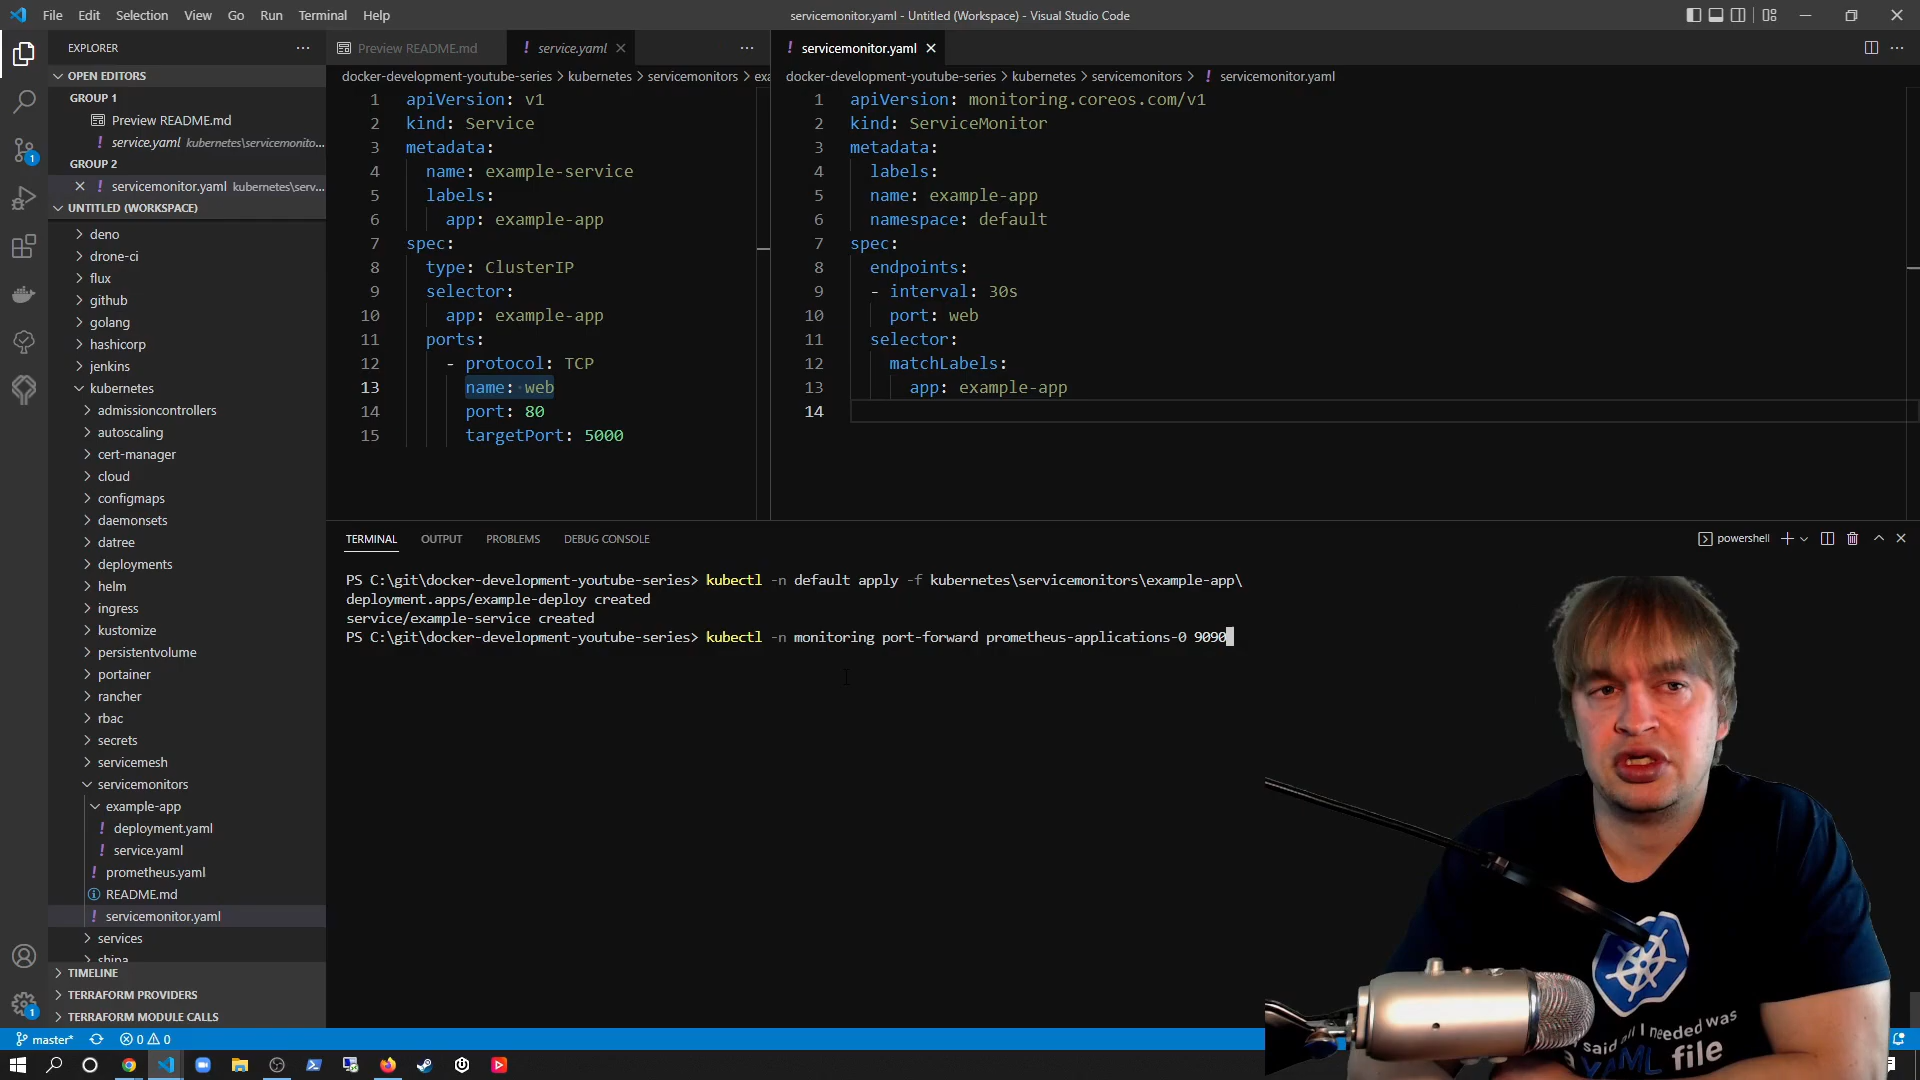 File Edit Selection View Go Run Terminal Help
servicemonitor.yaml - Untitled (Workspace) - Visual Studio Code
EXPLORER
OPEN EDITORS
GROUP 1
Preview README.md
service.yaml kubernetes\servicemonito...
GROUP 2
servicemonitor.yaml kubernetes\serv...
UNTITLED (WORKSPACE)
deno
drone-ci
flux
github
golang
hashicorp
jenkins
kubernetes
admissioncontrollers
autoscaling
cert-manager
cloud
configmaps
daemonsets
datree
deployments
helm
ingress
kustomize
persistentvolume
portainer
rancher
rbac
secrets
servicemesh
servicemonitors
example-app
deployment.yaml
service.yaml
prometheus.yaml
README.md
servicemonitor.yaml
services
shipa
TIMELINE
TERRAFORM PROVIDERS
TERRAFORM MODULE CALLS
Preview README.md
service.yaml
docker-development-youtube-series > kubernetes > servicemonitors > exa
1 apiVersion: v1
2 kind: Service
3 metadata:
4 name: example-service
5 labels:
6 app: example-app
7 spec:
8 type: ClusterIP
9 selector:
10 app: example-app
11 ports:
12 - protocol: TCP
13 name: web
14 port: 80
15 targetPort: 5000
servicemonitor.yaml
docker-development-youtube-series > kubernetes > servicemonitors > servicemonitor.yaml
1 apiVersion: monitoring.coreos.com/v1
2 kind: ServiceMonitor
3 metadata:
4 labels:
5 name: example-app
6 namespace: default
7 spec:
8 endpoints:
9 - interval: 30s
10 port: web
11 selector:
12 matchLabels:
13 app: example-app
14
TERMINAL OUTPUT PROBLEMS DEBUG CONSOLE
powershell
PS C:\git\docker-development-youtube-series> kubectl -n default apply -f kubernetes\servicemonitors\example-app\
deployment.apps/example-deploy created
service/example-service created
PS C:\git\docker-development-youtube-series> kubectl -n monitoring port-forward prometheus-applications-0 9090
master* 0 0
1
1
said all I needed was
a YAML file